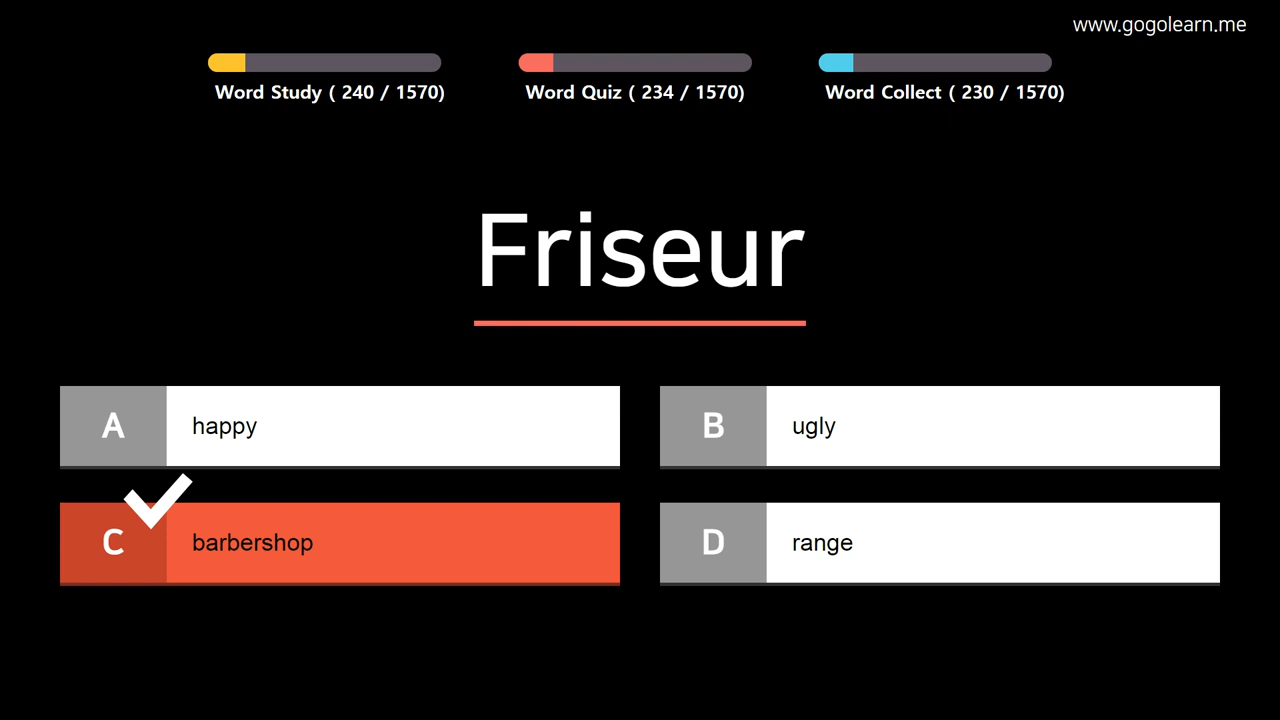 www.gogolearn.me
Word Study ( 240 / 1570)
Word Quiz ( 234 / 1570)
Word Collect ( 230 / 1570)
Friseur
A happy
B ugly
C barbershop
D range